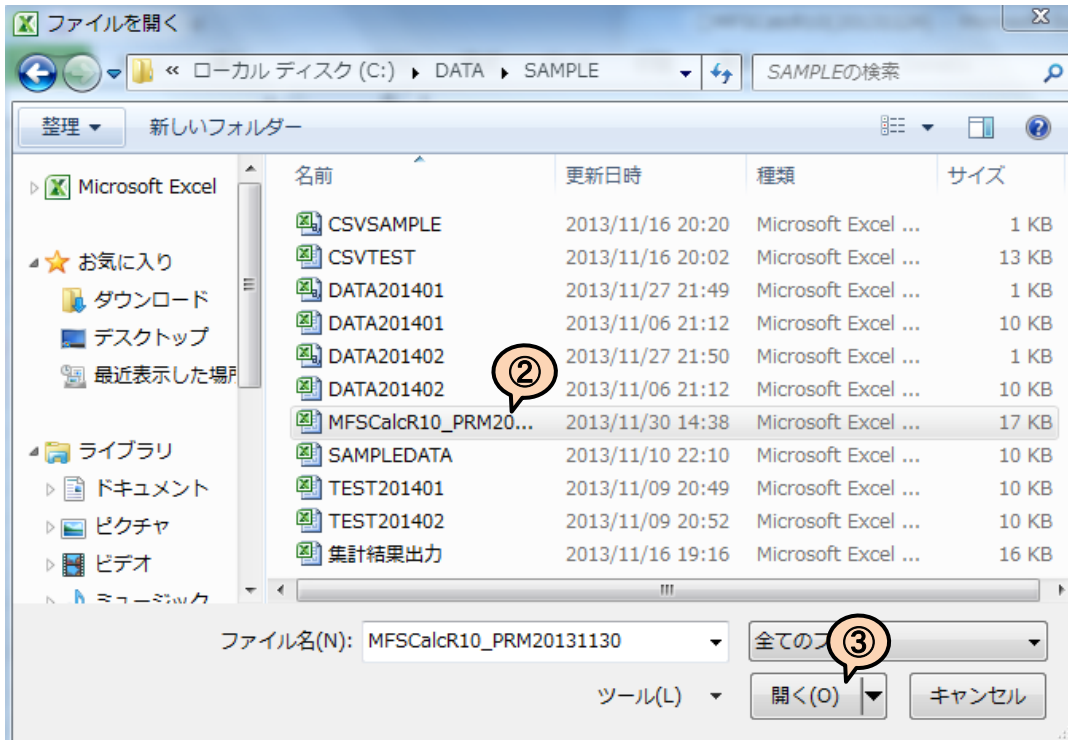 ファイルを開く
« ローカル ディスク (C:) ▸ DATA ▸ SAMPLE
SAMPLEの検索
整理
新しいフォルダー
名前 更新日時 種類 サイズ
Microsoft Excel
お気に入り
ダウンロード
デスクトップ
最近表示した場所
ライブラリ
ドキュメント
ピクチャ
ビデオ
ミュージック
CSVSAMPLE 2013/11/16 20:20 Microsoft Excel ... 1 KB
CSVTEST 2013/11/16 20:02 Microsoft Excel ... 13 KB
DATA201401 2013/11/27 21:49 Microsoft Excel ... 1 KB
DATA201401 2013/11/06 21:12 Microsoft Excel ... 10 KB
DATA201402 2013/11/27 21:50 Microsoft Excel ... 1 KB
②
DATA201402 2013/11/06 21:12 Microsoft Excel ... 10 KB
MFSCalcR10_PRM20... 2013/11/30 14:38 Microsoft Excel ... 17 KB
SAMPLEDATA 2013/11/10 22:10 Microsoft Excel ... 10 KB
TEST201401 2013/11/09 20:49 Microsoft Excel ... 10 KB
TEST201402 2013/11/09 20:52 Microsoft Excel ... 10 KB
集計結果出力 2013/11/16 19:16 Microsoft Excel ... 16 KB
ファイル名(N): MFSCalcR10_PRM20131130
全てのフ
③
ツール(L)
開く(O)
キャンセル